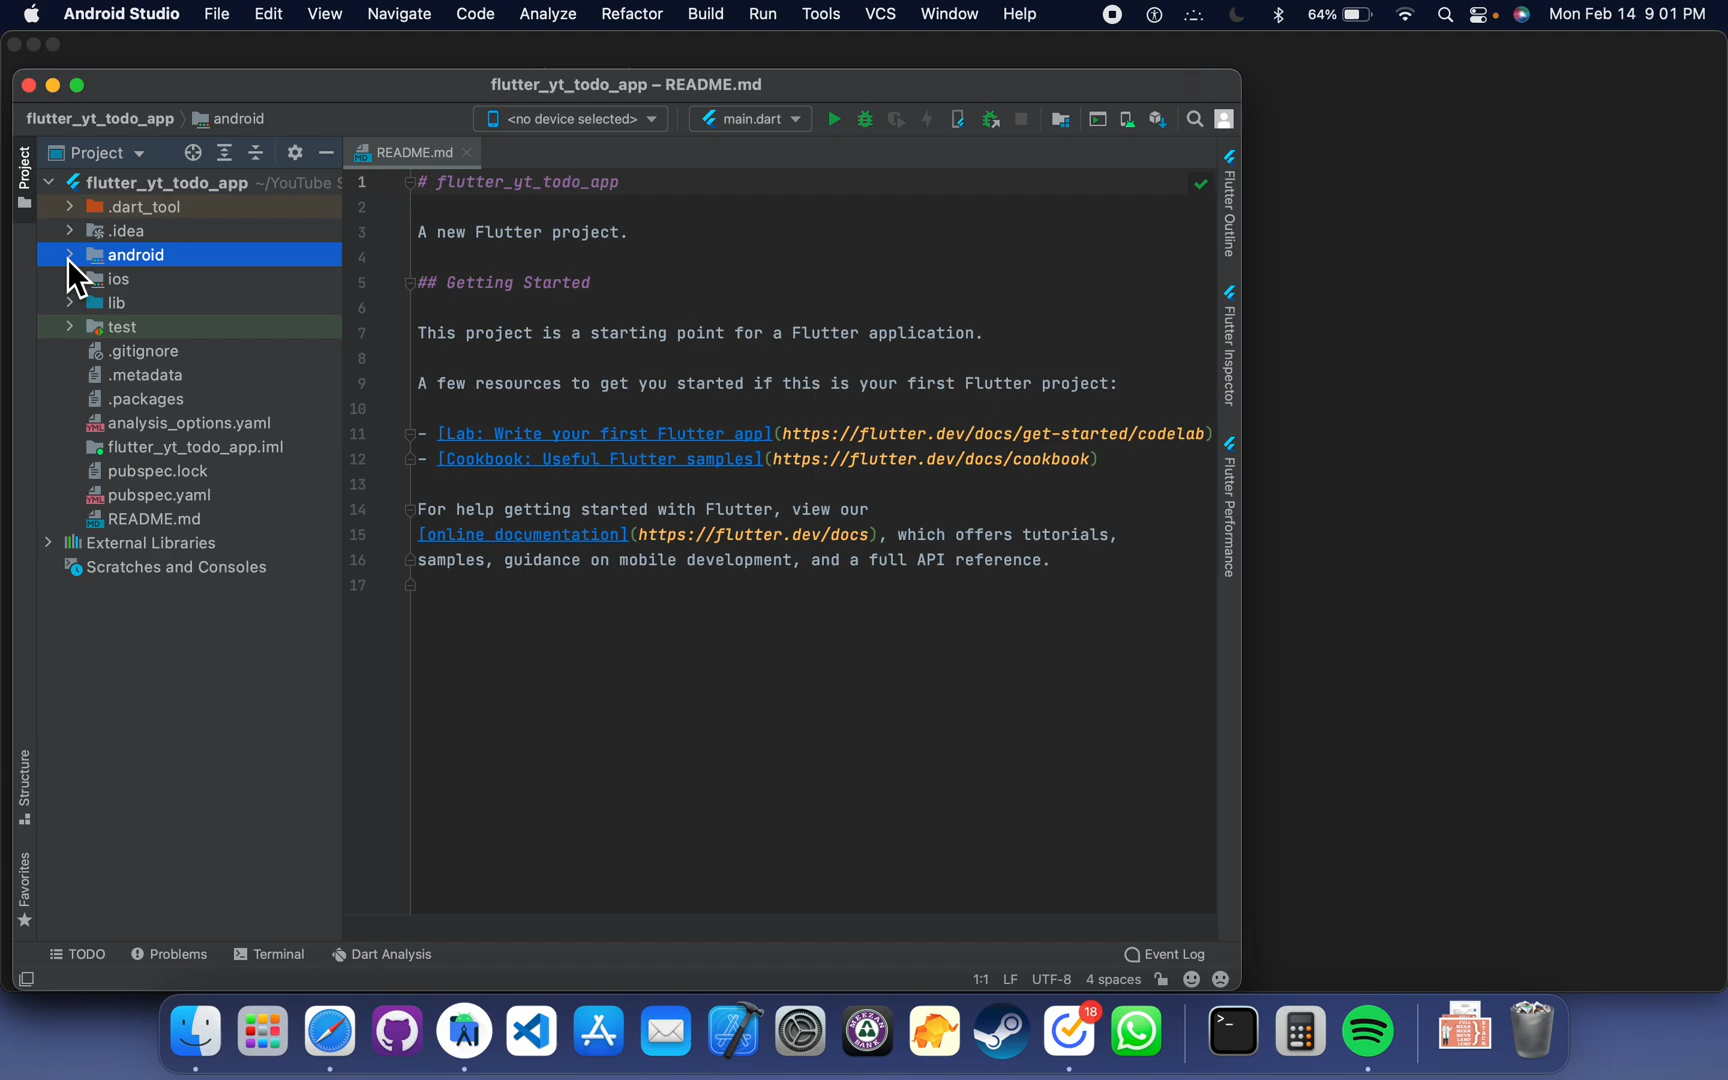 Android Studio File Edit View Navigate Code Analyze Refactor Build Run Tools VCS Window Help 64% Mon Feb 14 9 01 PM
flutter_yt_todo_app – README.md
flutter_yt_todo_app android <no device selected> main.dart
Project README.md
Project
flutter_yt_todo_app ~/YouTube S
.dart_tool
.idea
android
ios
lib
test
.gitignore
.metadata
.packages
analysis_options.yaml
flutter_yt_todo_app.iml
pubspec.lock
pubspec.yaml
README.md
External Libraries
Scratches and Consoles
Structure
Favorites
1 # flutter_yt_todo_app
2
3 A new Flutter project.
4
5 ## Getting Started
6
7 This project is a starting point for a Flutter application.
8
9 A few resources to get you started if this is your first Flutter project:
10
11 - [Lab: Write your first Flutter app](https://flutter.dev/docs/get-started/codelab)
12 - [Cookbook: Useful Flutter samples](https://flutter.dev/docs/cookbook)
13
14 For help getting started with Flutter, view our
15 [online documentation](https://flutter.dev/docs), which offers tutorials,
16 samples, guidance on mobile development, and a full API reference.
17
Flutter Outline
Flutter Inspector
Flutter Performance
TODO Problems Terminal Dart Analysis Event Log
1:1 LF UTF-8 4 spaces
MEEZAN BANK
18